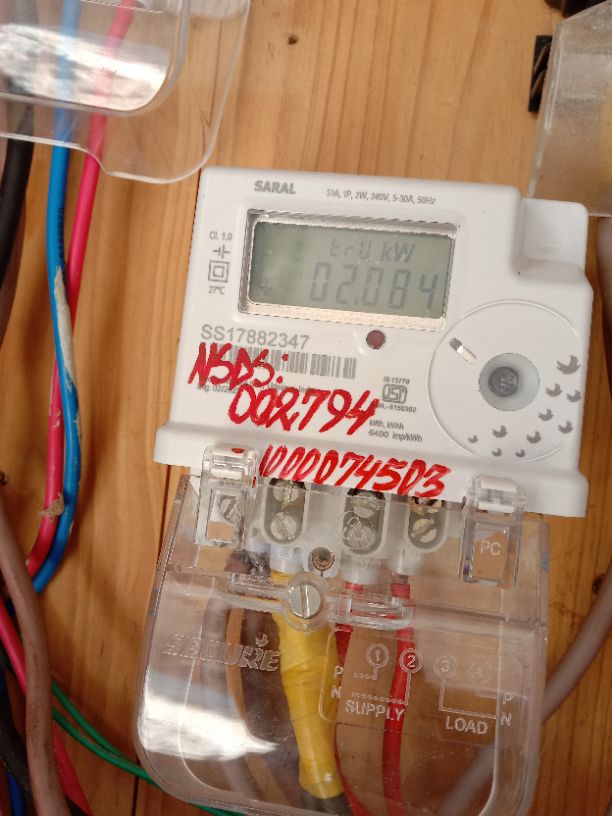 SARAL
S1A, 1P, 2W, 240V, 5-30A, 50Hz
Cl. 1.0
27°C
kW
02.084
SS17882347
NSDS:
002794
IS 13779
kWh, kVAh
6400 imp/kWh
1000074503
PC
1 2 3
P P
N N
SUPPLY
LOAD